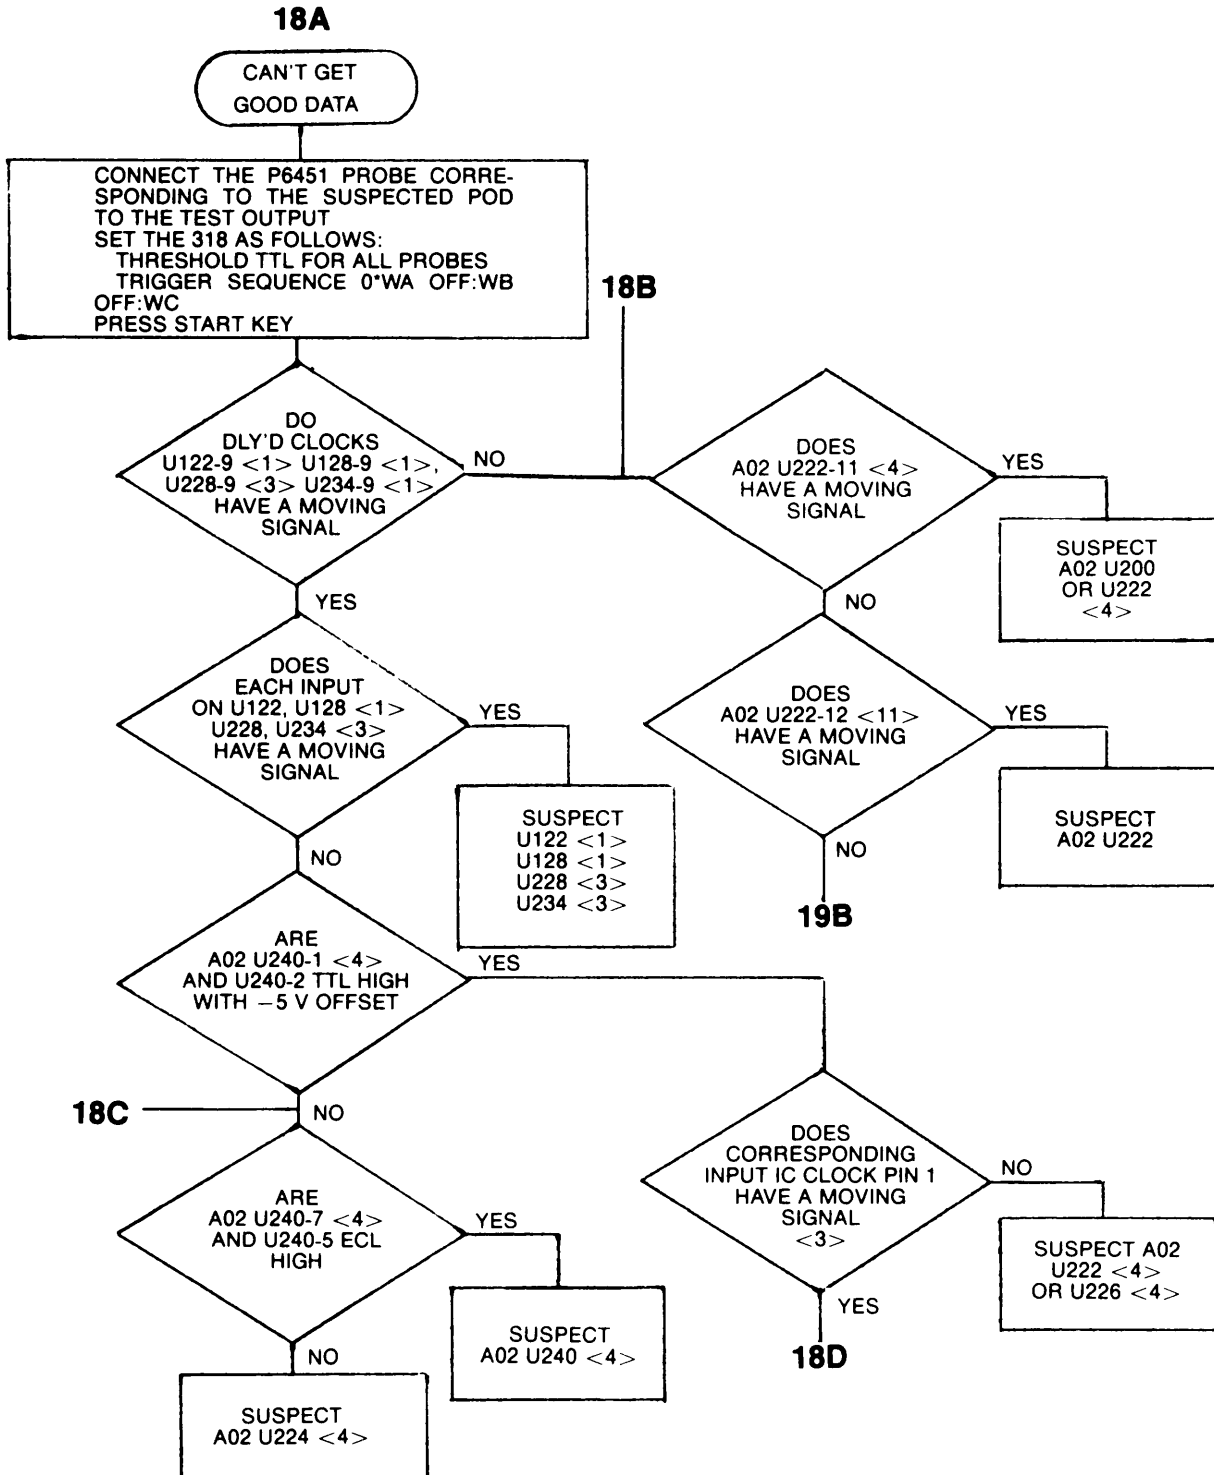 18A
CAN'T GET
GOOD DATA
CONNECT THE P6451 PROBE CORRE-
SPONDING TO THE SUSPECTED POD
TO THE TEST OUTPUT
SET THE 318 AS FOLLOWS:
THRESHOLD TTL FOR ALL PROBES
TRIGGER SEQUENCE 0*WA OFF:WB
OFF:WC
PRESS START KEY
18B
DO
DLY'D CLOCKS
U122-9 <1> U128-9 <1>,
U228-9 <3> U234-9 <1>
HAVE A MOVING
SIGNAL
NO
YES
DOES
A02 U222-11 <4>
HAVE A MOVING
SIGNAL
YES
NO
SUSPECT
A02 U200
OR U222
<4>
DOES
EACH INPUT
ON U122, U128 <1>
U228, U234 <3>
HAVE A MOVING
SIGNAL
YES
NO
SUSPECT
U122 <1>
U128 <1>
U228 <3>
U234 <3>
DOES
A02 U222-12 <11>
HAVE A MOVING
SIGNAL
YES
NO
SUSPECT
A02 U222
19B
ARE
A02 U240-1 <4>
AND U240-2 TTL HIGH
WITH −5 V OFFSET
YES
18C
NO
DOES
CORRESPONDING
INPUT IC CLOCK PIN 1
HAVE A MOVING
SIGNAL
<3>
NO
YES
SUSPECT A02
U222 <4>
OR U226 <4>
18D
ARE
A02 U240-7 <4>
AND U240-5 ECL
HIGH
YES
NO
SUSPECT
A02 U240 <4>
SUSPECT
A02 U224 <4>